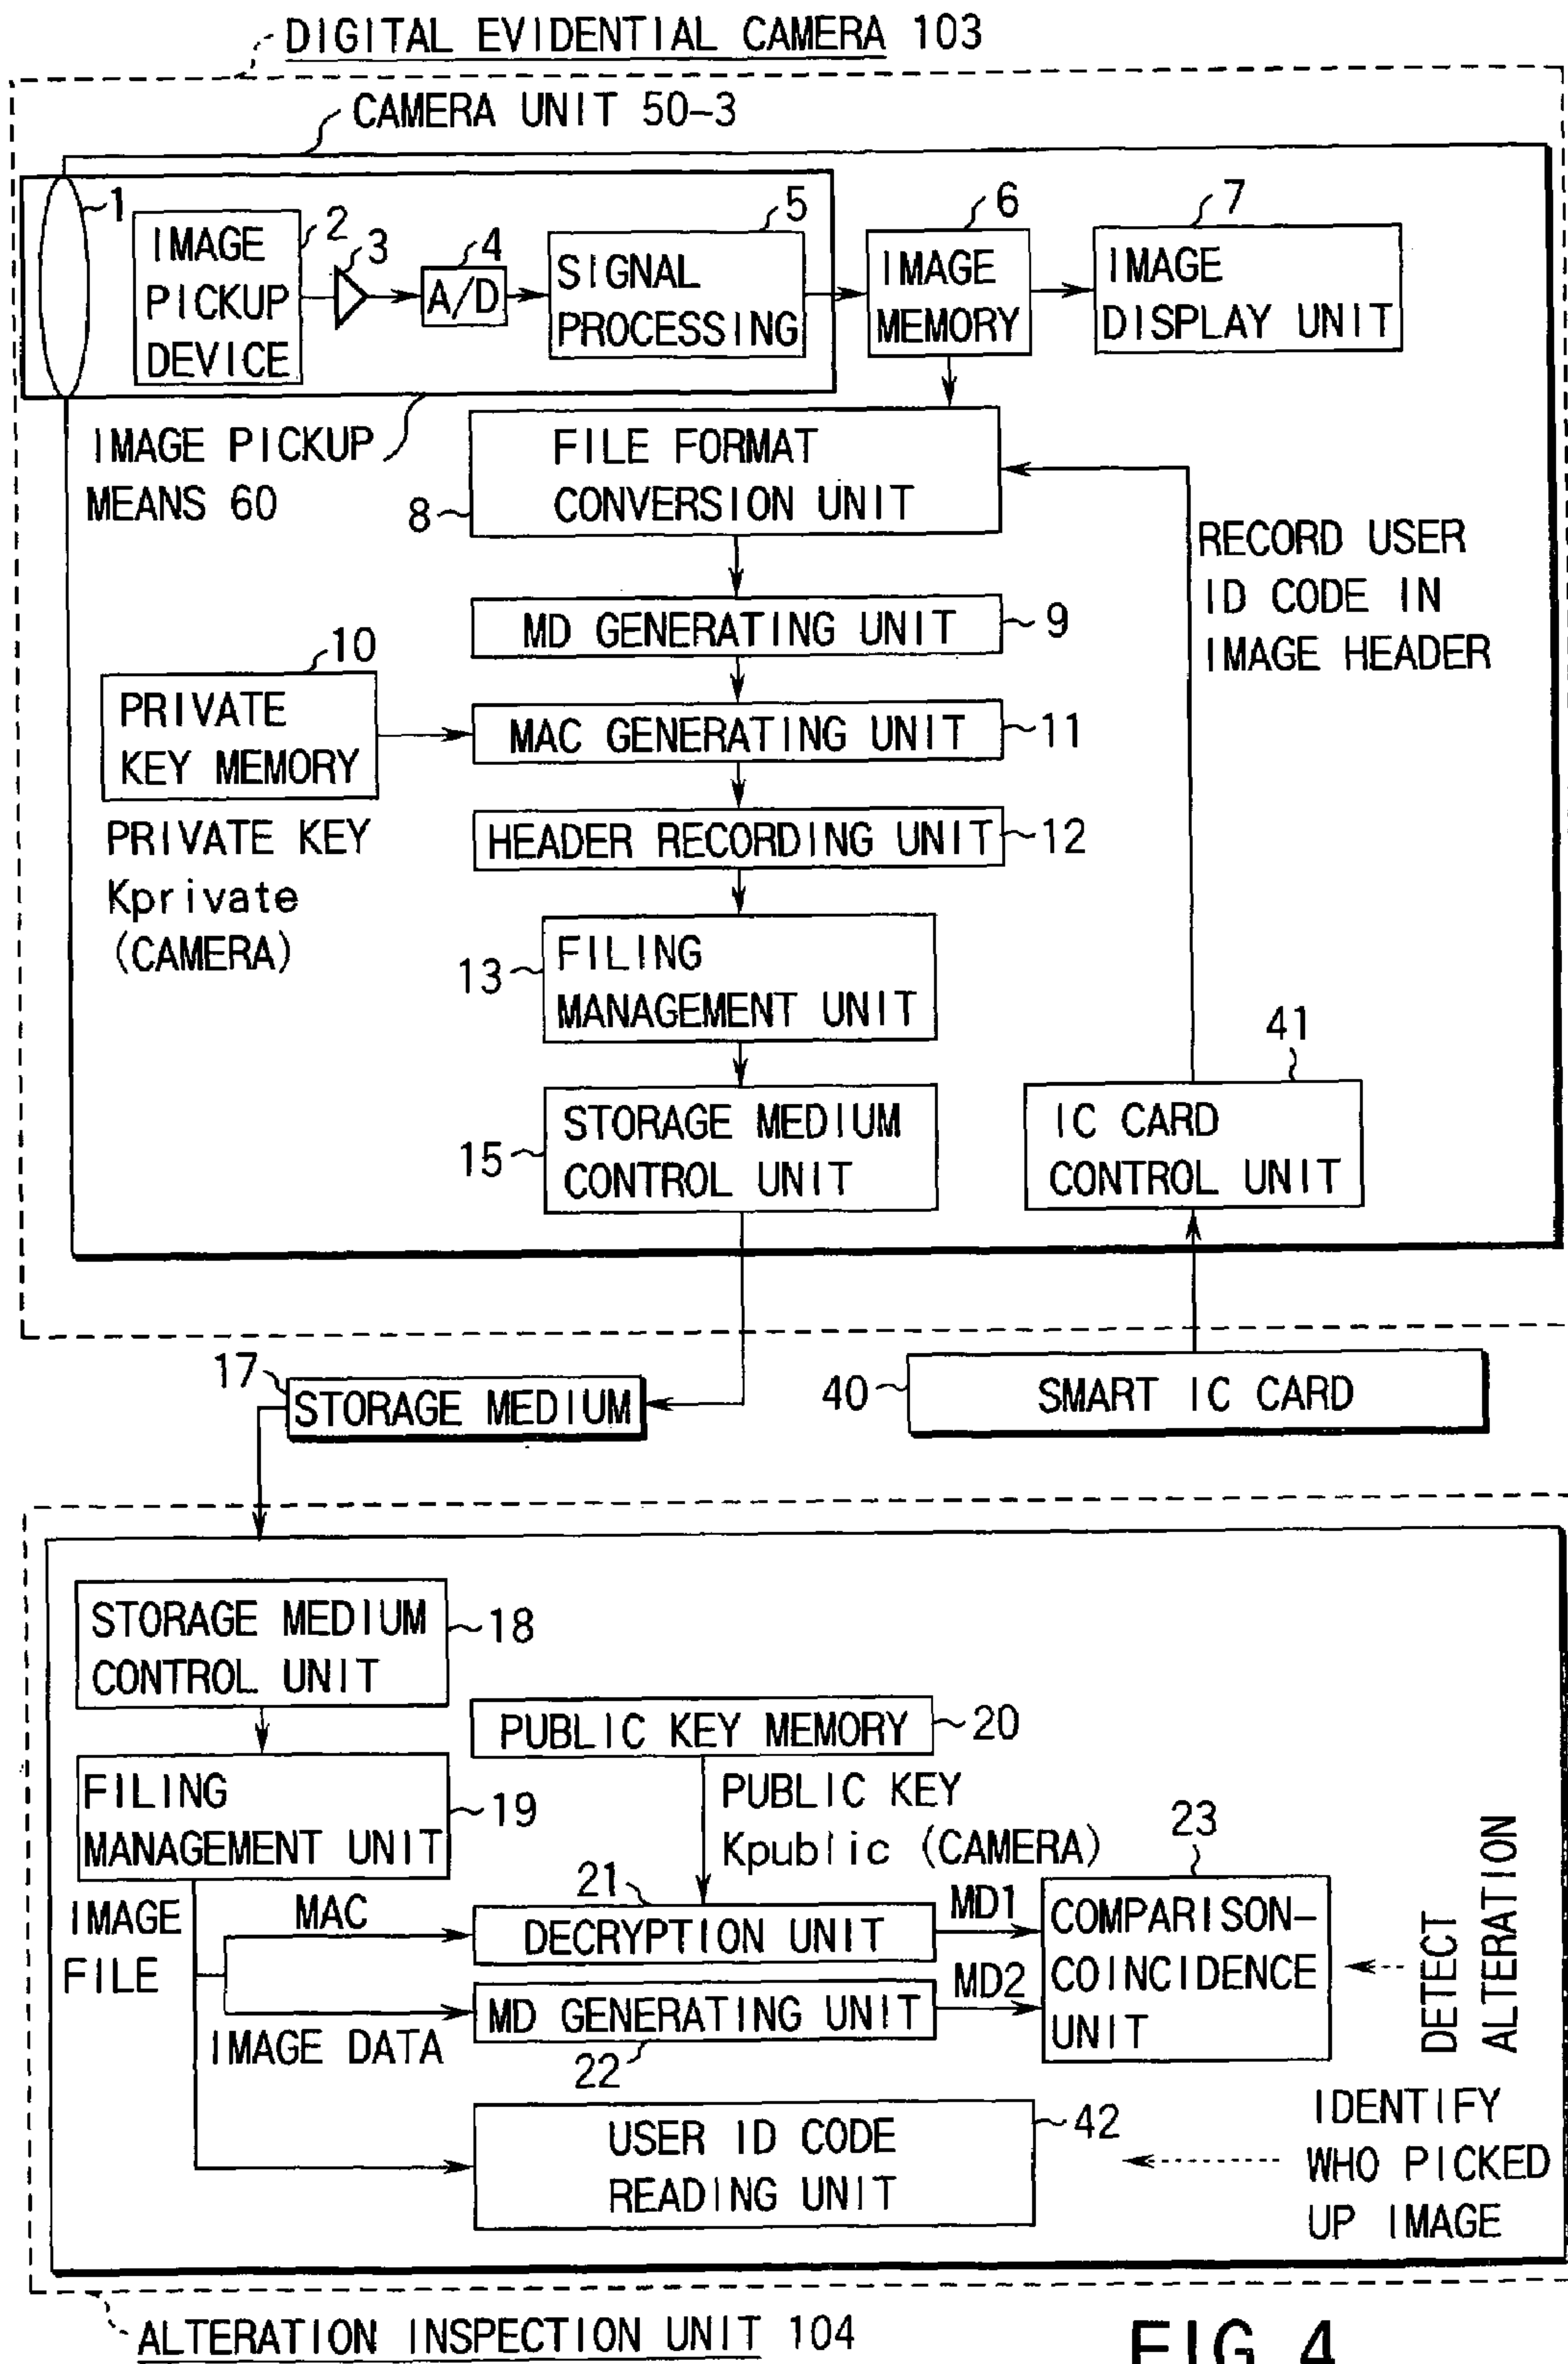 DIGITAL EVIDENTIAL CAMERA 103
CAMERA UNIT 50-3
1
IMAGE
PICKUP
DEVICE
2
3
4
A/D
5
SIGNAL
PROCESSING
6
IMAGE
MEMORY
7
IMAGE
DISPLAY UNIT
IMAGE PICKUP
MEANS 60
8
FILE FORMAT
CONVERSION UNIT
RECORD USER
ID CODE IN
IMAGE HEADER
MD GENERATING UNIT
9
10
PRIVATE
KEY MEMORY
MAC GENERATING UNIT
11
PRIVATE KEY
Kprivate
(CAMERA)
HEADER RECORDING UNIT
12
13
FILING
MANAGEMENT UNIT
41
15
STORAGE MEDIUM
CONTROL UNIT
IC CARD
CONTROL UNIT
17
STORAGE MEDIUM
40
SMART IC CARD
STORAGE MEDIUM
CONTROL UNIT
18
PUBLIC KEY MEMORY
20
FILING
MANAGEMENT UNIT
19
PUBLIC KEY
Kpublic (CAMERA)
23
IMAGE
FILE
MAC
21
DECRYPTION UNIT
MD1
COMPARISON-
COINCIDENCE
UNIT
DETECT
ALTERATION
IMAGE DATA
MD GENERATING UNIT
22
MD2
USER ID CODE
READING UNIT
42
IDENTIFY
WHO PICKED
UP IMAGE
ALTERATION INSPECTION UNIT 104
FIG. 4